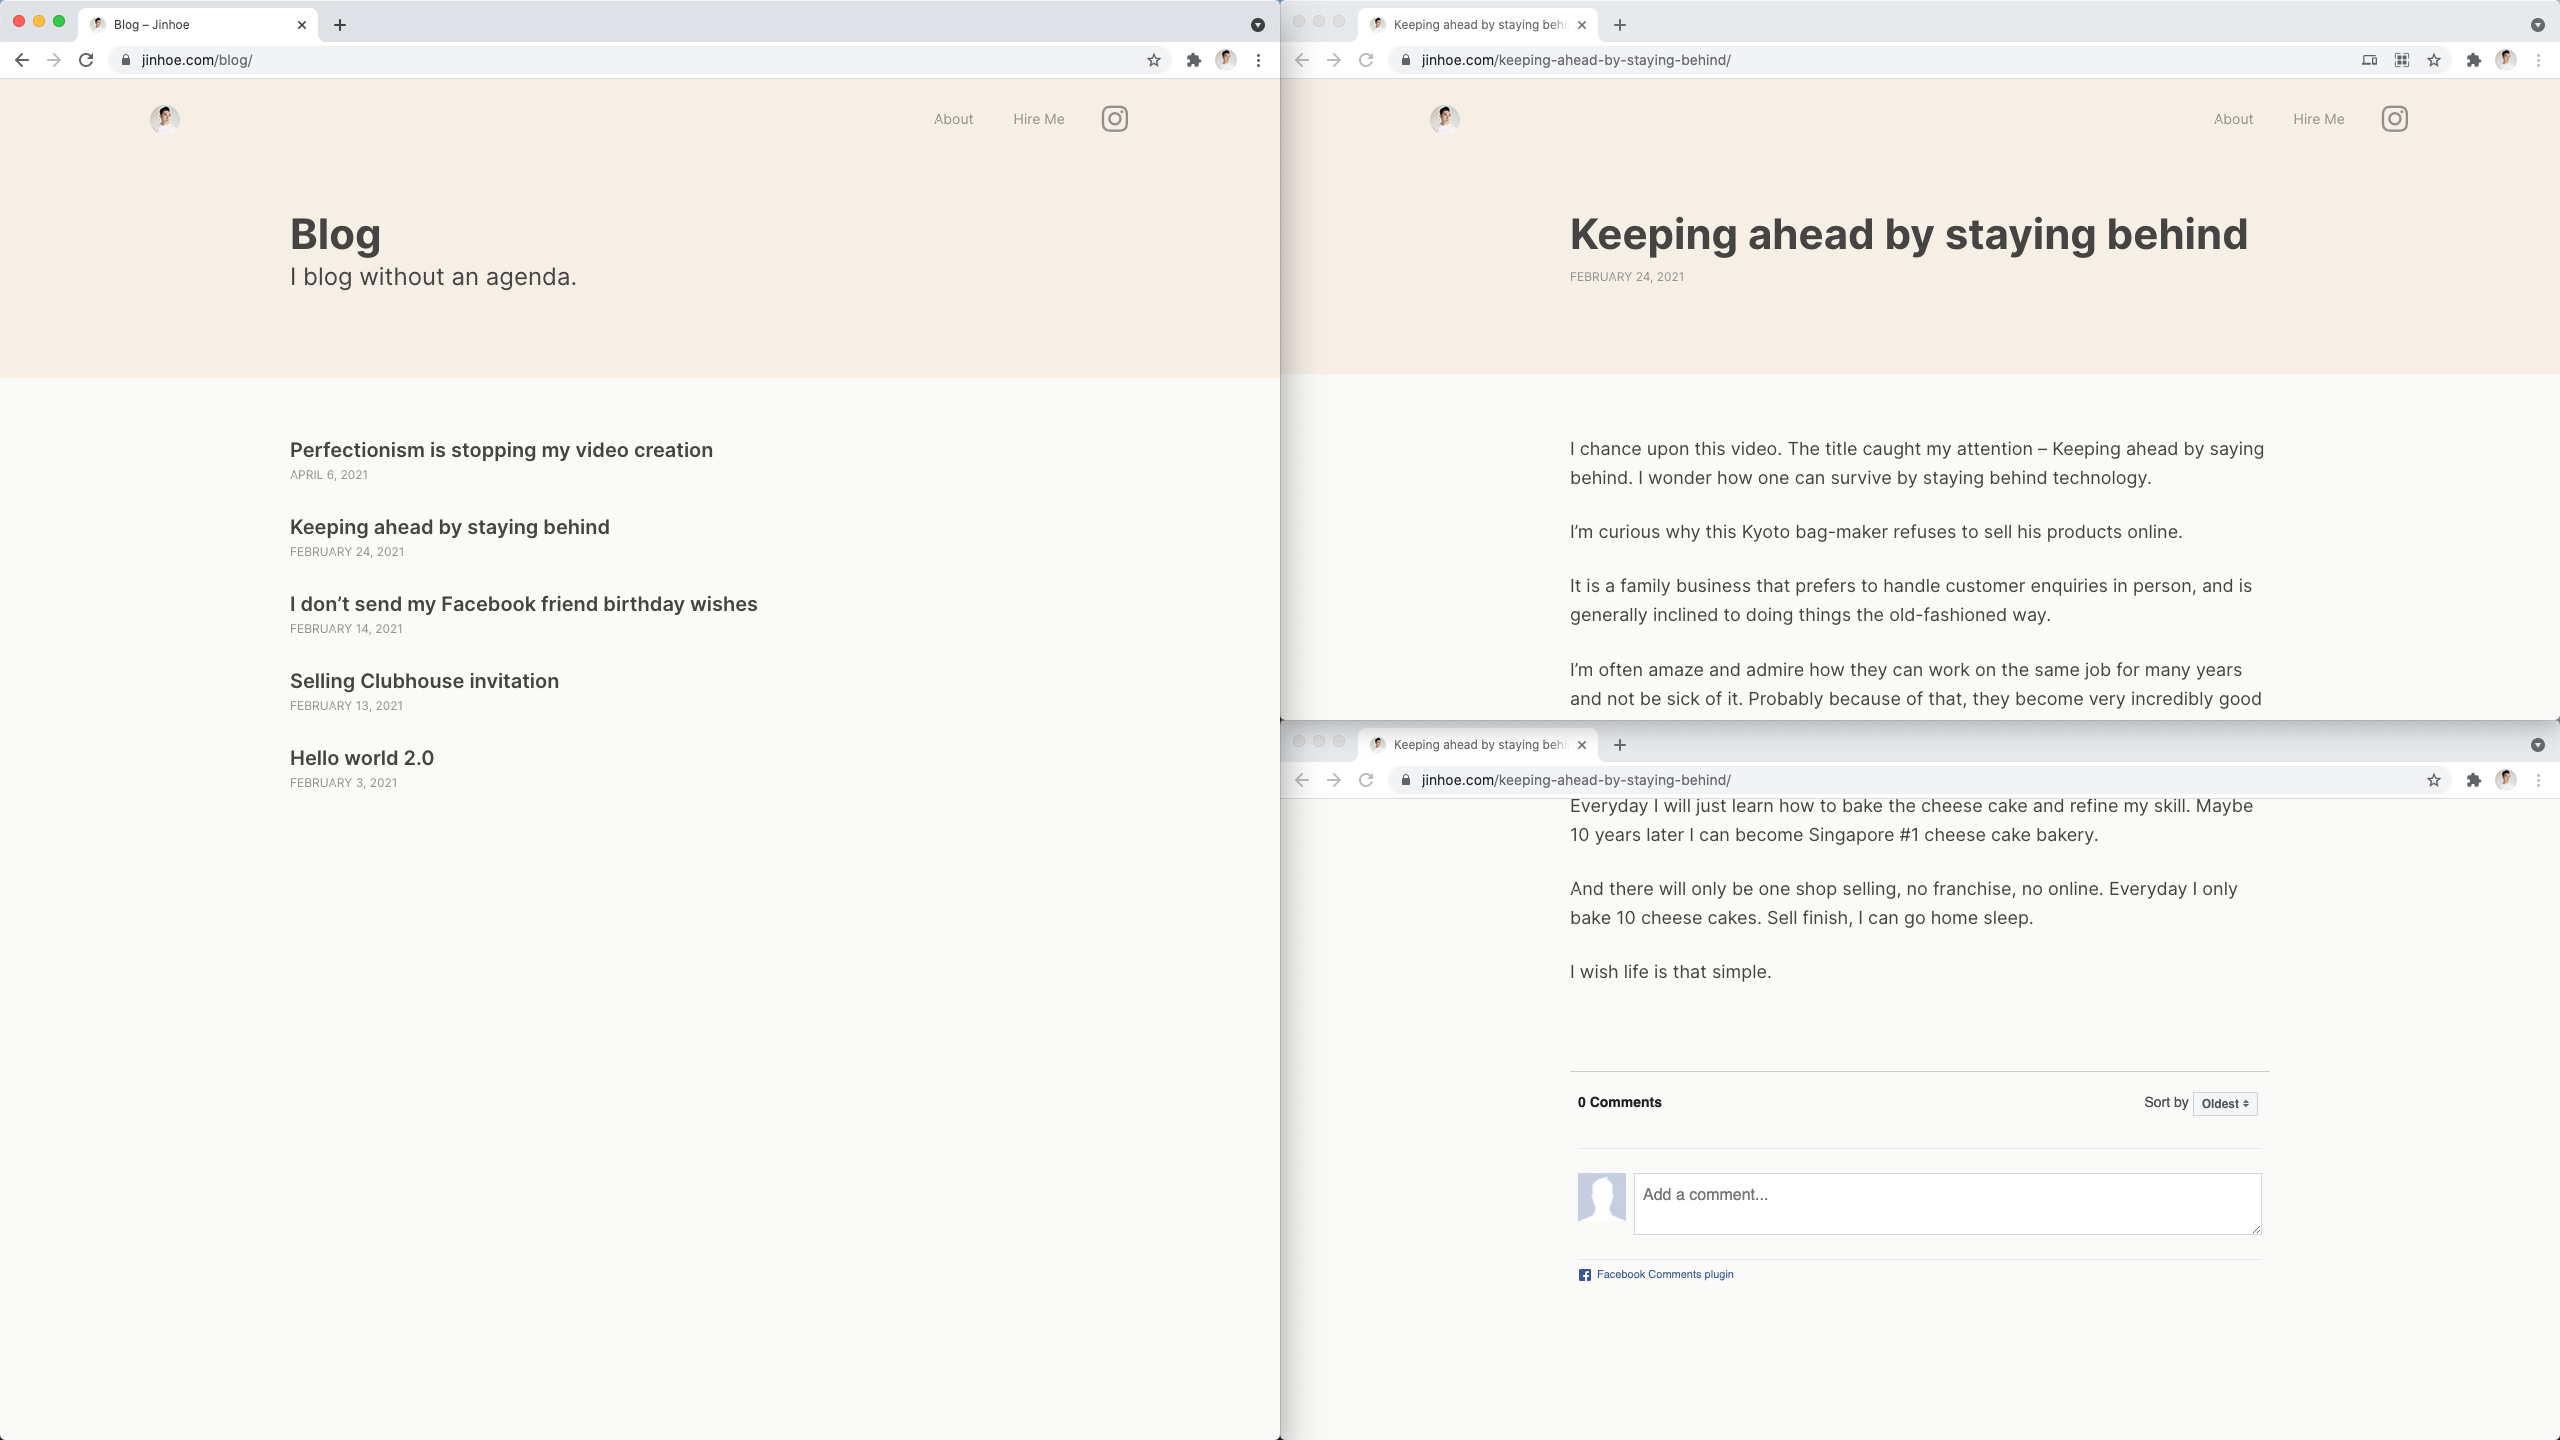 Blog – Jinhoe
jinhoe.com/blog/
About
Hire Me
Blog
I blog without an agenda.
Perfectionism is stopping my video creation
APRIL 6, 2021
Keeping ahead by staying behind
FEBRUARY 24, 2021
I don’t send my Facebook friend birthday wishes
FEBRUARY 14, 2021
Selling Clubhouse invitation
FEBRUARY 13, 2021
Hello world 2.0
FEBRUARY 3, 2021
Keeping ahead by staying behi
jinhoe.com/keeping-ahead-by-staying-behind/
About
Hire Me
Keeping ahead by staying behind
FEBRUARY 24, 2021
I chance upon this video. The title caught my attention – Keeping ahead by saying
behind. I wonder how one can survive by staying behind technology.
I’m curious why this Kyoto bag-maker refuses to sell his products online.
It is a family business that prefers to handle customer enquiries in person, and is
generally inclined to doing things the old-fashioned way.
I’m often amaze and admire how they can work on the same job for many years
and not be sick of it. Probably because of that, they become very incredibly good
Keeping ahead by staying behi
jinhoe.com/keeping-ahead-by-staying-behind/
Everyday I will just learn how to bake the cheese cake and refine my skill. Maybe
10 years later I can become Singapore #1 cheese cake bakery.
And there will only be one shop selling, no franchise, no online. Everyday I only
bake 10 cheese cakes. Sell finish, I can go home sleep.
I wish life is that simple.
0 Comments
Sort by Oldest
Add a comment...
Facebook Comments plugin